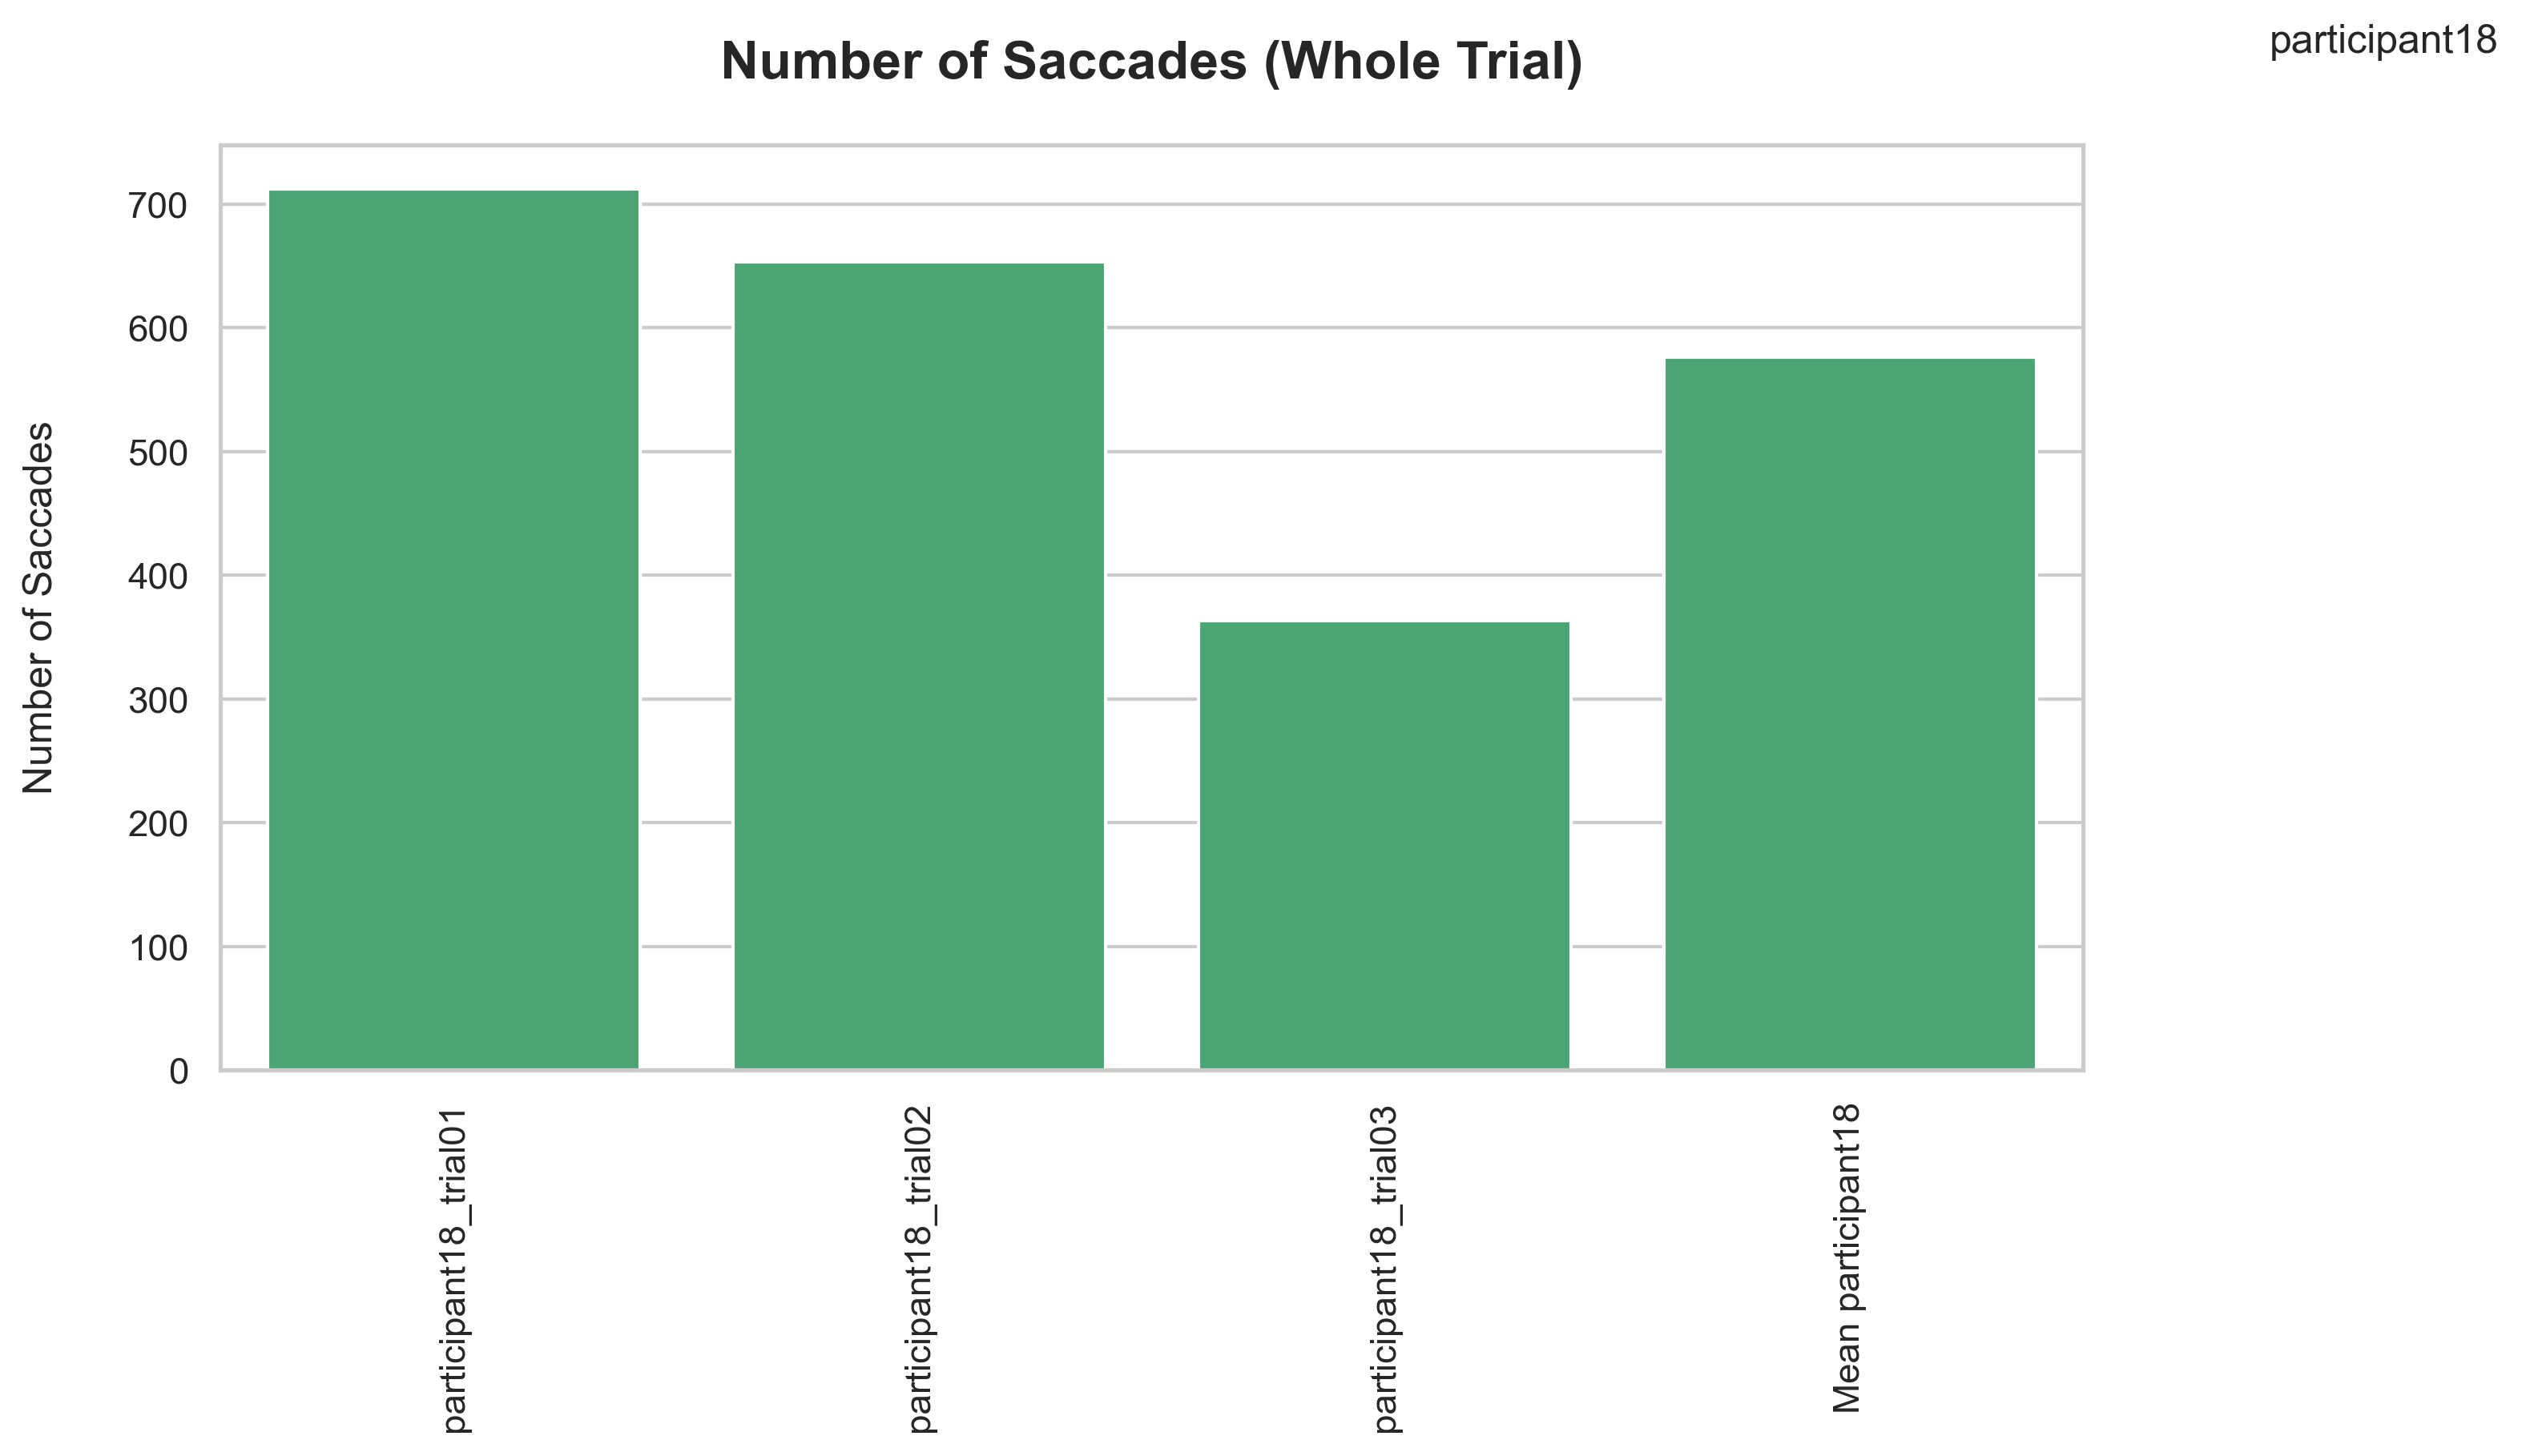 participant18
Number of Saccades (Whole Trial)
Number of Saccades
700
600
500
400
300
200
100
0
participant18_trial01
participant18_trial02
participant18_trial03
Mean participant18